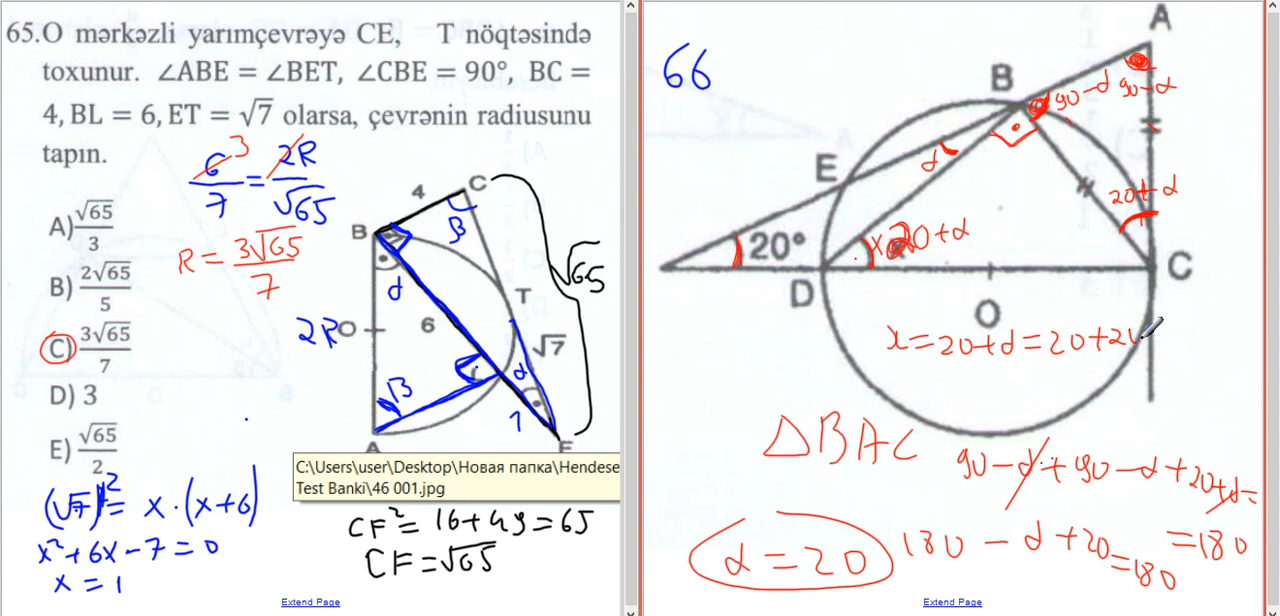 65.O mərkəzli yarımçevrəyə CE, T nöqtəsində
toxunur. ∠ABE = ∠BET, ∠CBE = 90°, BC =
4, BL = 6, ET = √7 olarsa, çevrənin radiusunu
tapın.
A) √65/3
B) 2√65/5
C) 3√65/7
D) 3
E) √65/2
6/7 = 2R/√65
3
R = 3√65/7
4
C
B
β
α
T
2R
O
6
√7
√65
α
β
L
1
A
E
C:\Users\user\Desktop\Новая папка\Hendese
Test Banki\46 001.jpg
(√7)² = x·(x+6)
x²+6x-7=0
x = 1
CF² = 16+49=65
CF=√65
Extend Page
66
A
B
90-α
90-α
E
α
20+α
20°
x
20+α
D
O
C
x=20+α=20+20
△BAC
90-α+90-α+20+α=
=180
180-α+20=180
α=20
Extend Page